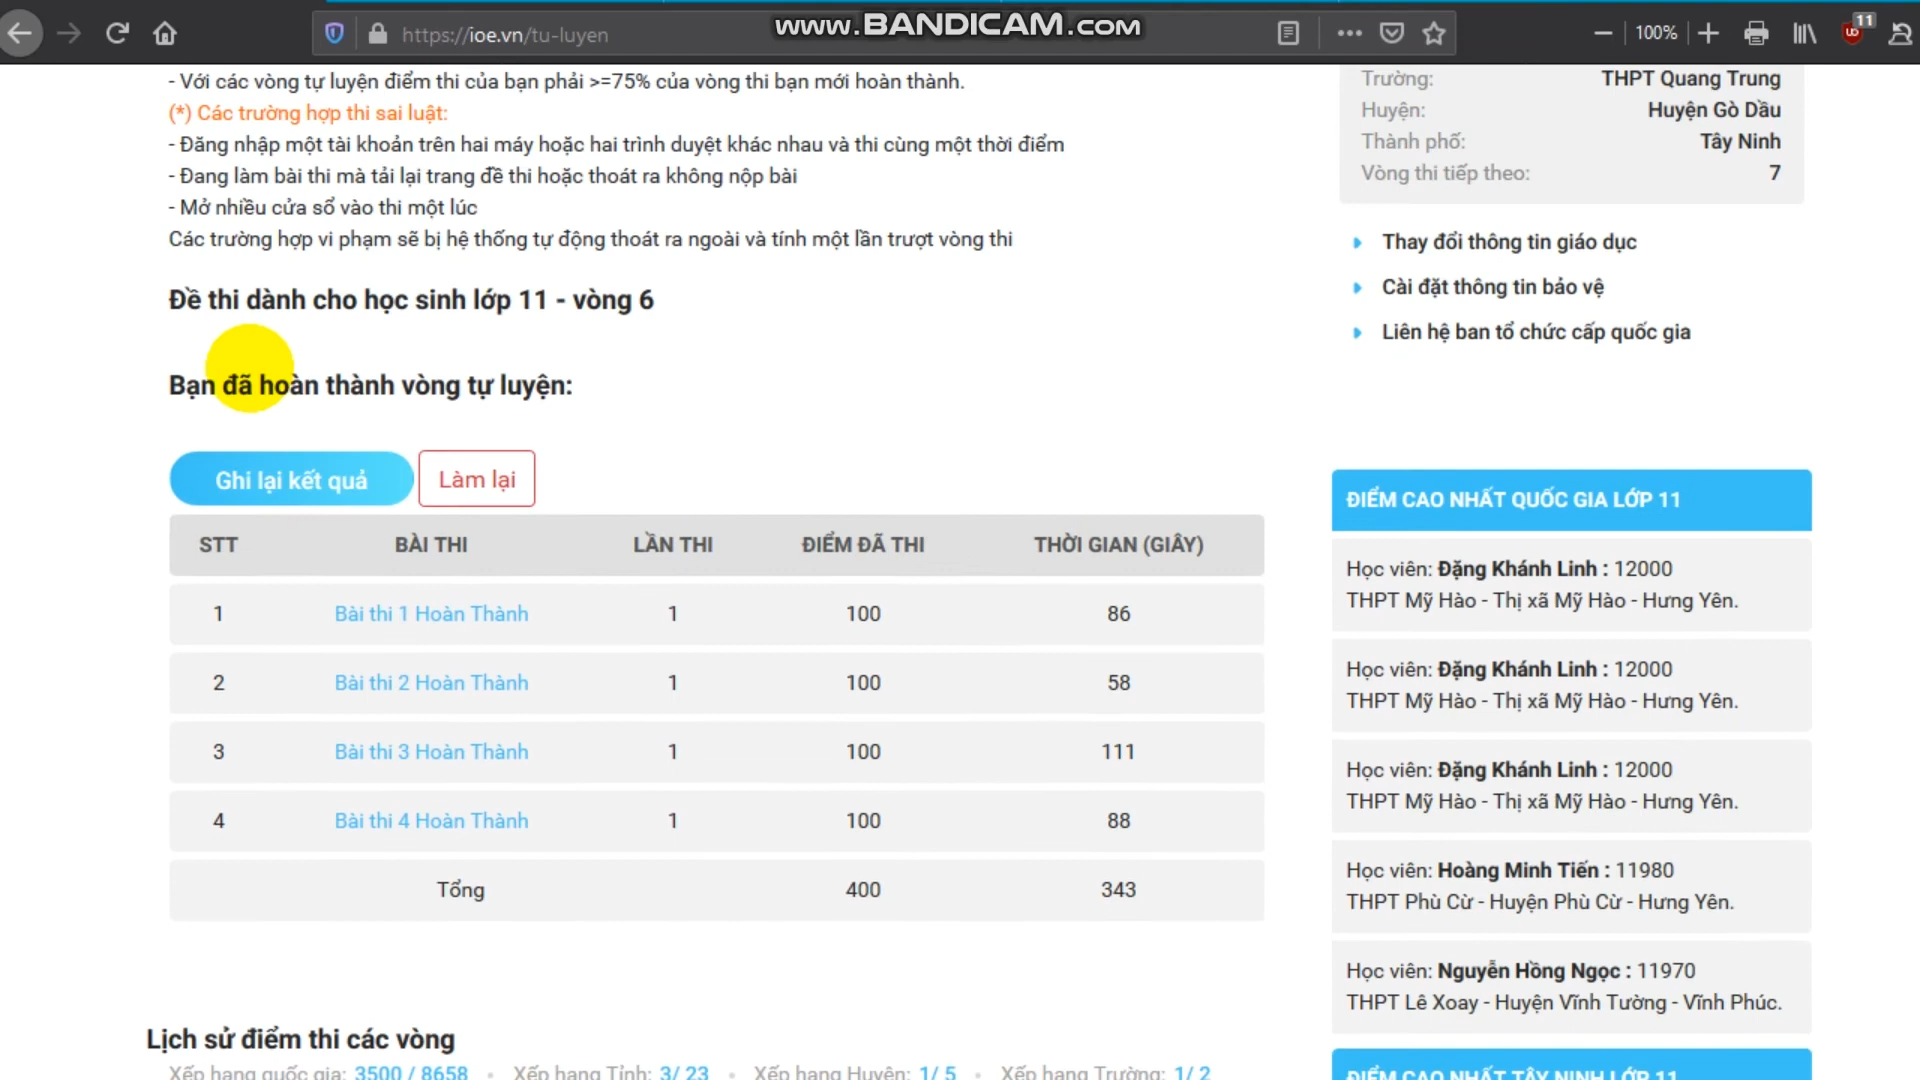 https://ioe.vn/tu-luyen
www.BANDICAM.com
100%
11
- Với các vòng tự luyện điểm thi của bạn phải >=75% của vòng thi bạn mới hoàn thành.
(*) Các trường hợp thi sai luật:
- Đăng nhập một tài khoản trên hai máy hoặc hai trình duyệt khác nhau và thi cùng một thời điểm
- Đang làm bài thi mà tải lại trang đề thi hoặc thoát ra không nộp bài
- Mở nhiều cửa sổ vào thi một lúc
Các trường hợp vi phạm sẽ bị hệ thống tự động thoát ra ngoài và tính một lần trượt vòng thi
Đề thi dành cho học sinh lớp 11 - vòng 6
Bạn đã hoàn thành vòng tự luyện:
Ghi lại kết quả Làm lại
STT BÀI THI LẦN THI ĐIỂM ĐÃ THI THỜI GIAN (GIÂY)
1 Bài thi 1 Hoàn Thành 1 100 86
2 Bài thi 2 Hoàn Thành 1 100 58
3 Bài thi 3 Hoàn Thành 1 100 111
4 Bài thi 4 Hoàn Thành 1 100 88
Tổng 400 343
Lịch sử điểm thi các vòng
Xếp hạng quốc gia: 3500 / 8658 • Xếp hạng Tỉnh: 3/ 23 • Xếp hạng Huyện: 1/ 5 • Xếp hạng Trường: 1/ 2
Trường: THPT Quang Trung
Huyện: Huyện Gò Dầu
Thành phố: Tây Ninh
Vòng thi tiếp theo: 7
Thay đổi thông tin giáo dục
Cài đặt thông tin bảo vệ
Liên hệ ban tổ chức cấp quốc gia
ĐIỂM CAO NHẤT QUỐC GIA LỚP 11
Học viên: Đặng Khánh Linh : 12000
THPT Mỹ Hào - Thị xã Mỹ Hào - Hưng Yên.
Học viên: Đặng Khánh Linh : 12000
THPT Mỹ Hào - Thị xã Mỹ Hào - Hưng Yên.
Học viên: Đặng Khánh Linh : 12000
THPT Mỹ Hào - Thị xã Mỹ Hào - Hưng Yên.
Học viên: Hoàng Minh Tiến : 11980
THPT Phù Cừ - Huyện Phù Cừ - Hưng Yên.
Học viên: Nguyễn Hồng Ngọc : 11970
THPT Lê Xoay - Huyện Vĩnh Tường - Vĩnh Phúc.
ĐIỂM CAO NHẤT TÂY NINH LỚP 11